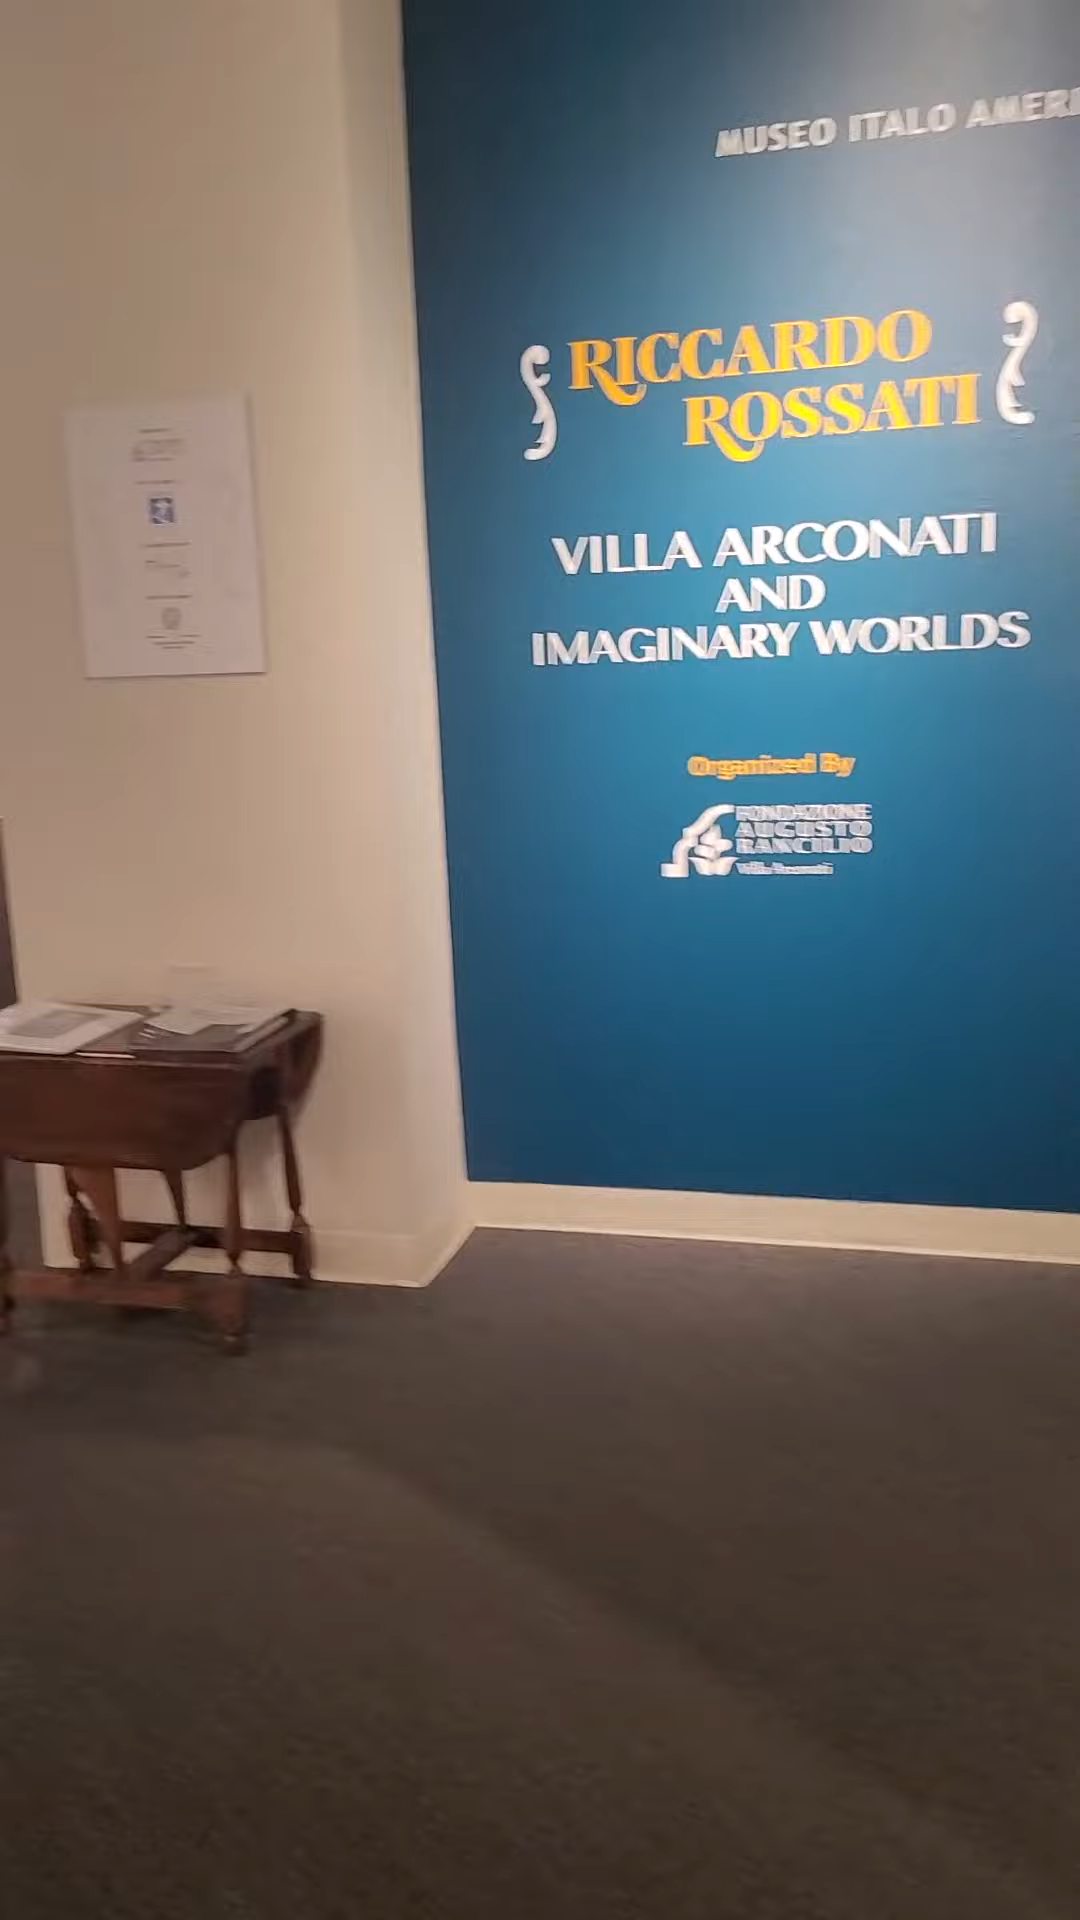 MUSEO ITALO AMERI
RICCARDO
ROSSATI
VILLA ARCONATI
AND
IMAGINARY WORLDS
Organized By
FONDAZIONE
AUGUSTO
RANCILIO
Villa Arconati